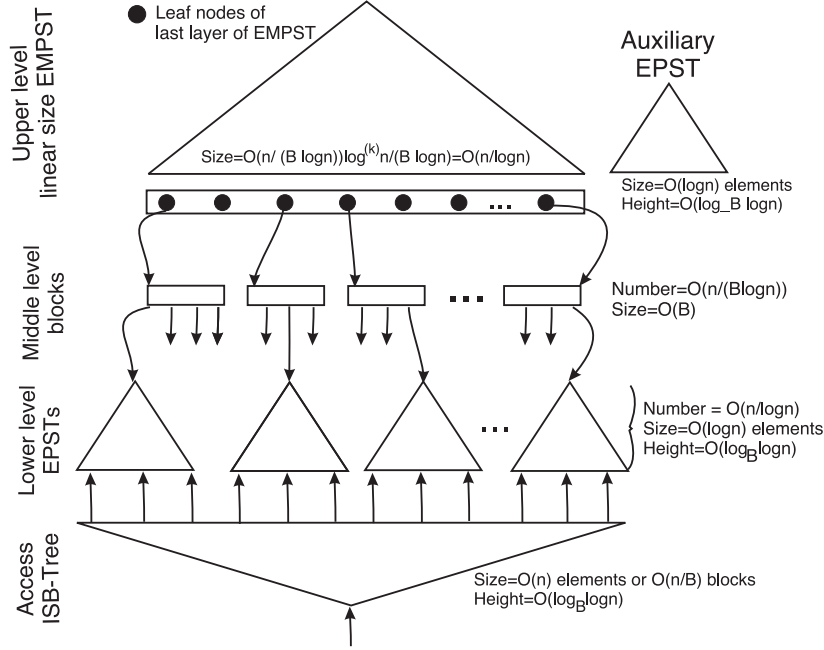 Leaf nodes of
last layer of EMPST
Upper level
linear size EMPST
Auxiliary
EPST
Size=O(n/ (B logn))log(k)n/(B logn)=O(n/logn)
Size=O(logn) elements
Height=O(log_B logn)
...
Middle level
blocks
...
Number=O(n/(Blogn))
Size=O(B)
Lower level
EPSTs
...
Number = O(n/logn)
Size=O(logn) elements
Height=O(logBlogn)
Access
ISB-Tree
Size=O(n) elements or O(n/B) blocks
Height=O(logBlogn)